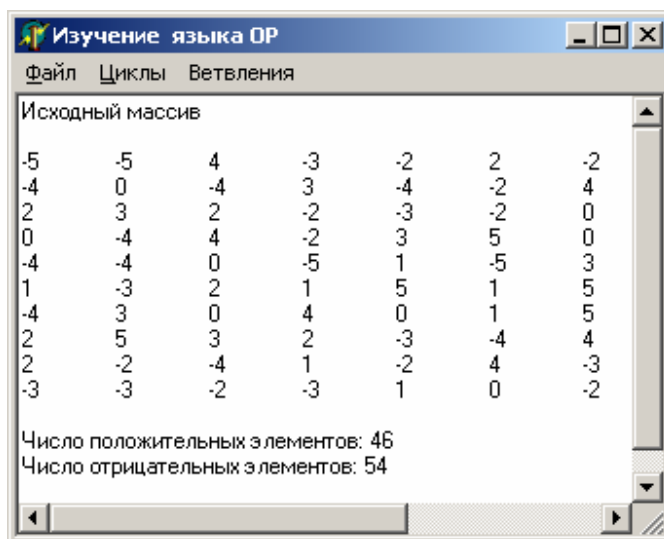 Изучение языка ОР
Файл Циклы Ветвления
Исходный массив
-5 -5 4 -3 -2 2 -2
-4 0 -4 3 -4 -2 4
2 3 2 -2 -3 -2 0
0 -4 4 -2 3 5 0
-4 -4 0 -5 1 -5 3
1 -3 2 1 5 1 5
-4 3 0 4 0 1 5
2 5 3 2 -3 -4 4
2 -2 -4 1 -2 4 -3
-3 -3 -2 -3 1 0 -2
Число положительных элементов: 46
Число отрицательных элементов: 54